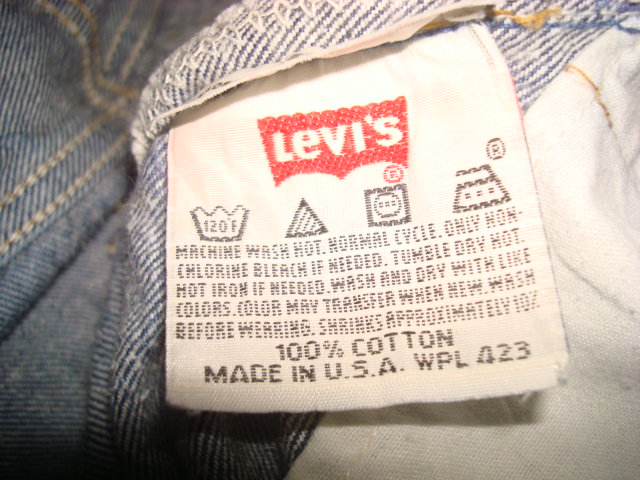 LEVI'S
®
®
120F
MACHINE WASH HOT. NORMAL CYCLE. ONLY NON-
CHLORINE BLEACH IF NEEDED. TUMBLE DRY HOT.
HOT IRON IF NEEDED. WASH AND DRY WITH LIKE
COLORS. COLOR MAY TRANSFER WHEN NEW WASH
BEFORE WEARING. SHRINKS APPROXIMATELY 10%
100% COTTON
MADE IN U.S.A. WPL 423